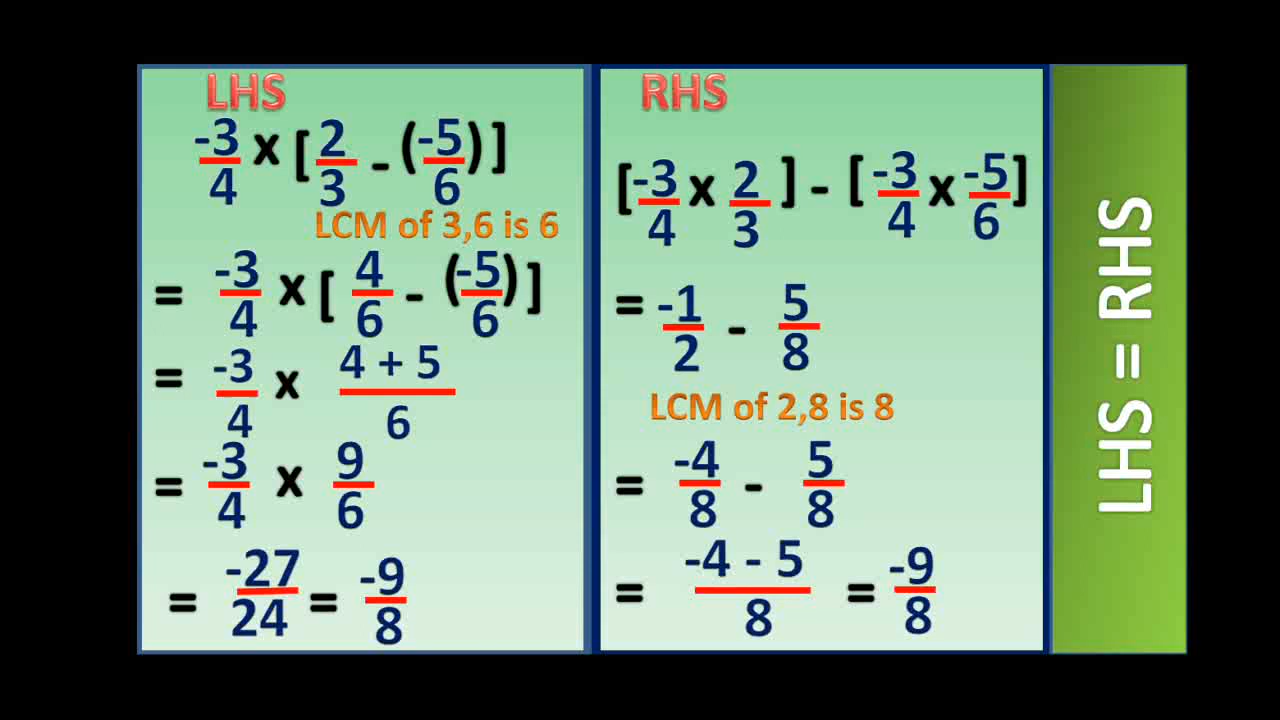 LHS
-3/4 x [ 2/3 - (-5/6) ]
LCM of 3,6 is 6
= -3/4 x [ 4/6 - (-5/6) ]
= -3/4 x 4 + 5/6
= -3/4 x 9/6
= -27/24 = -9/8
RHS
[ -3/4 x 2/3 ] - [ -3/4 x -5/6 ]
= -1/2 - 5/8
LCM of 2,8 is 8
= -4/8 - 5/8
= -4 - 5/8 = -9/8
LHS = RHS